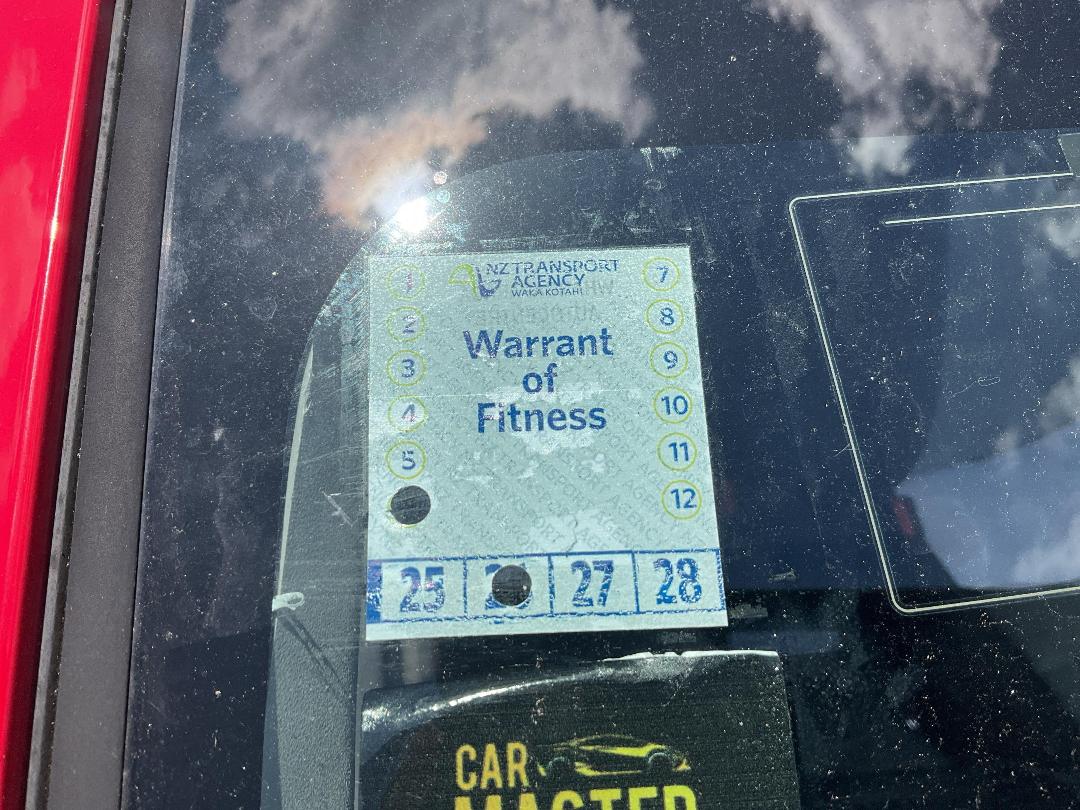 NZ TRANSPORT
AGENCY
WAKA KOTAHI
Warrant
of
Fitness
1
2
3
4
5
7
8
9
10
11
12
25 27 28
CAR
MASTER